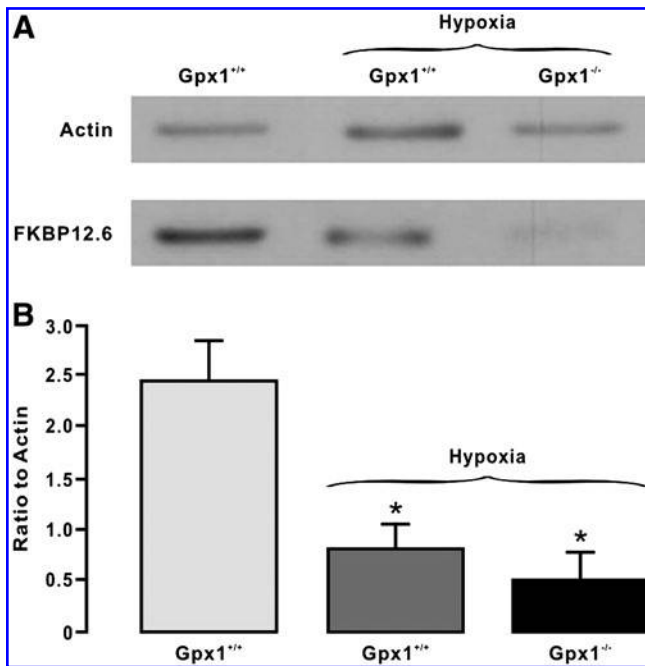 A
Hypoxia
Gpx1+/+ Gpx1+/+ Gpx1-/-
Actin
FKBP12.6
B
3.0
2.5
2.0
1.5
1.0
0.5
0
Ratio to Actin
Hypoxia
* *
Gpx1+/+ Gpx1+/+ Gpx1-/-